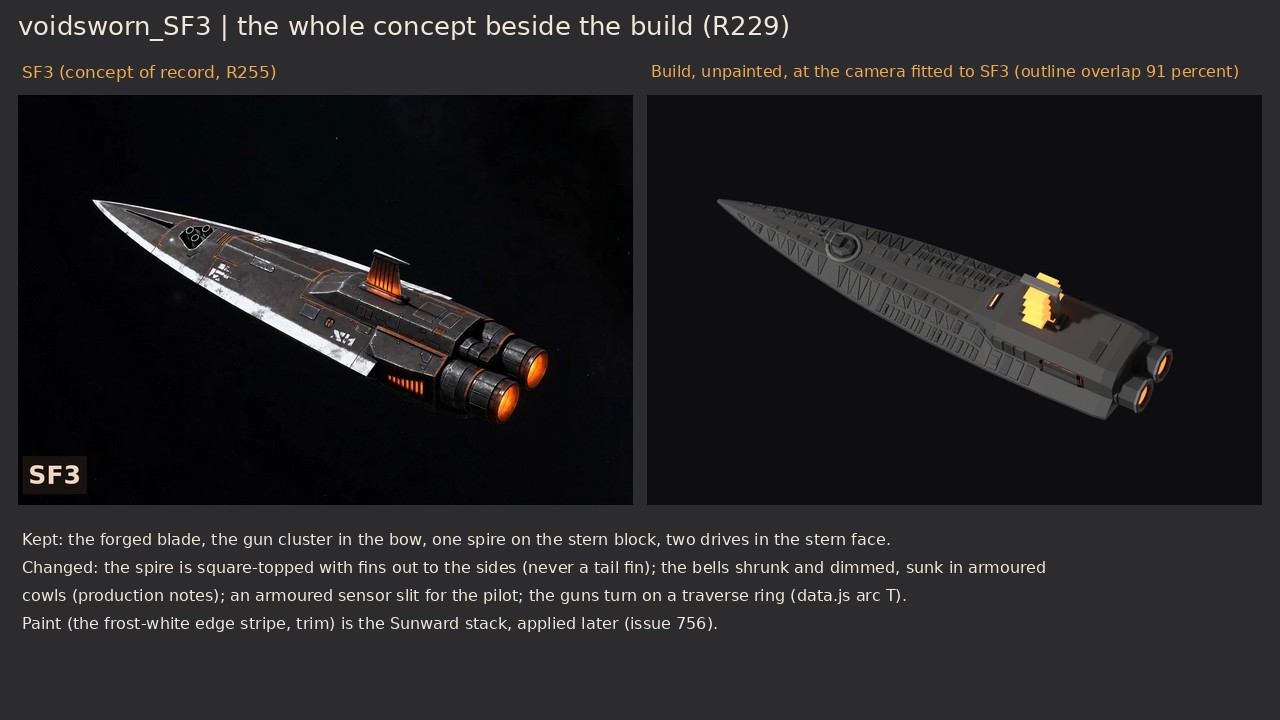 voidsworn_SF3 | the whole concept beside the build (R229)
SF3 (concept of record, R255)
Build, unpainted, at the camera fitted to SF3 (outline overlap 91 percent)
SF3
Kept: the forged blade, the gun cluster in the bow, one spire on the stern block, two drives in the stern face.
Changed: the spire is square-topped with fins out to the sides (never a tail fin); the bells shrunk and dimmed, sunk in armoured
cowls (production notes); an armoured sensor slit for the pilot; the guns turn on a traverse ring (data.js arc T).
Paint (the frost-white edge stripe, trim) is the Sunward stack, applied later (issue 756).